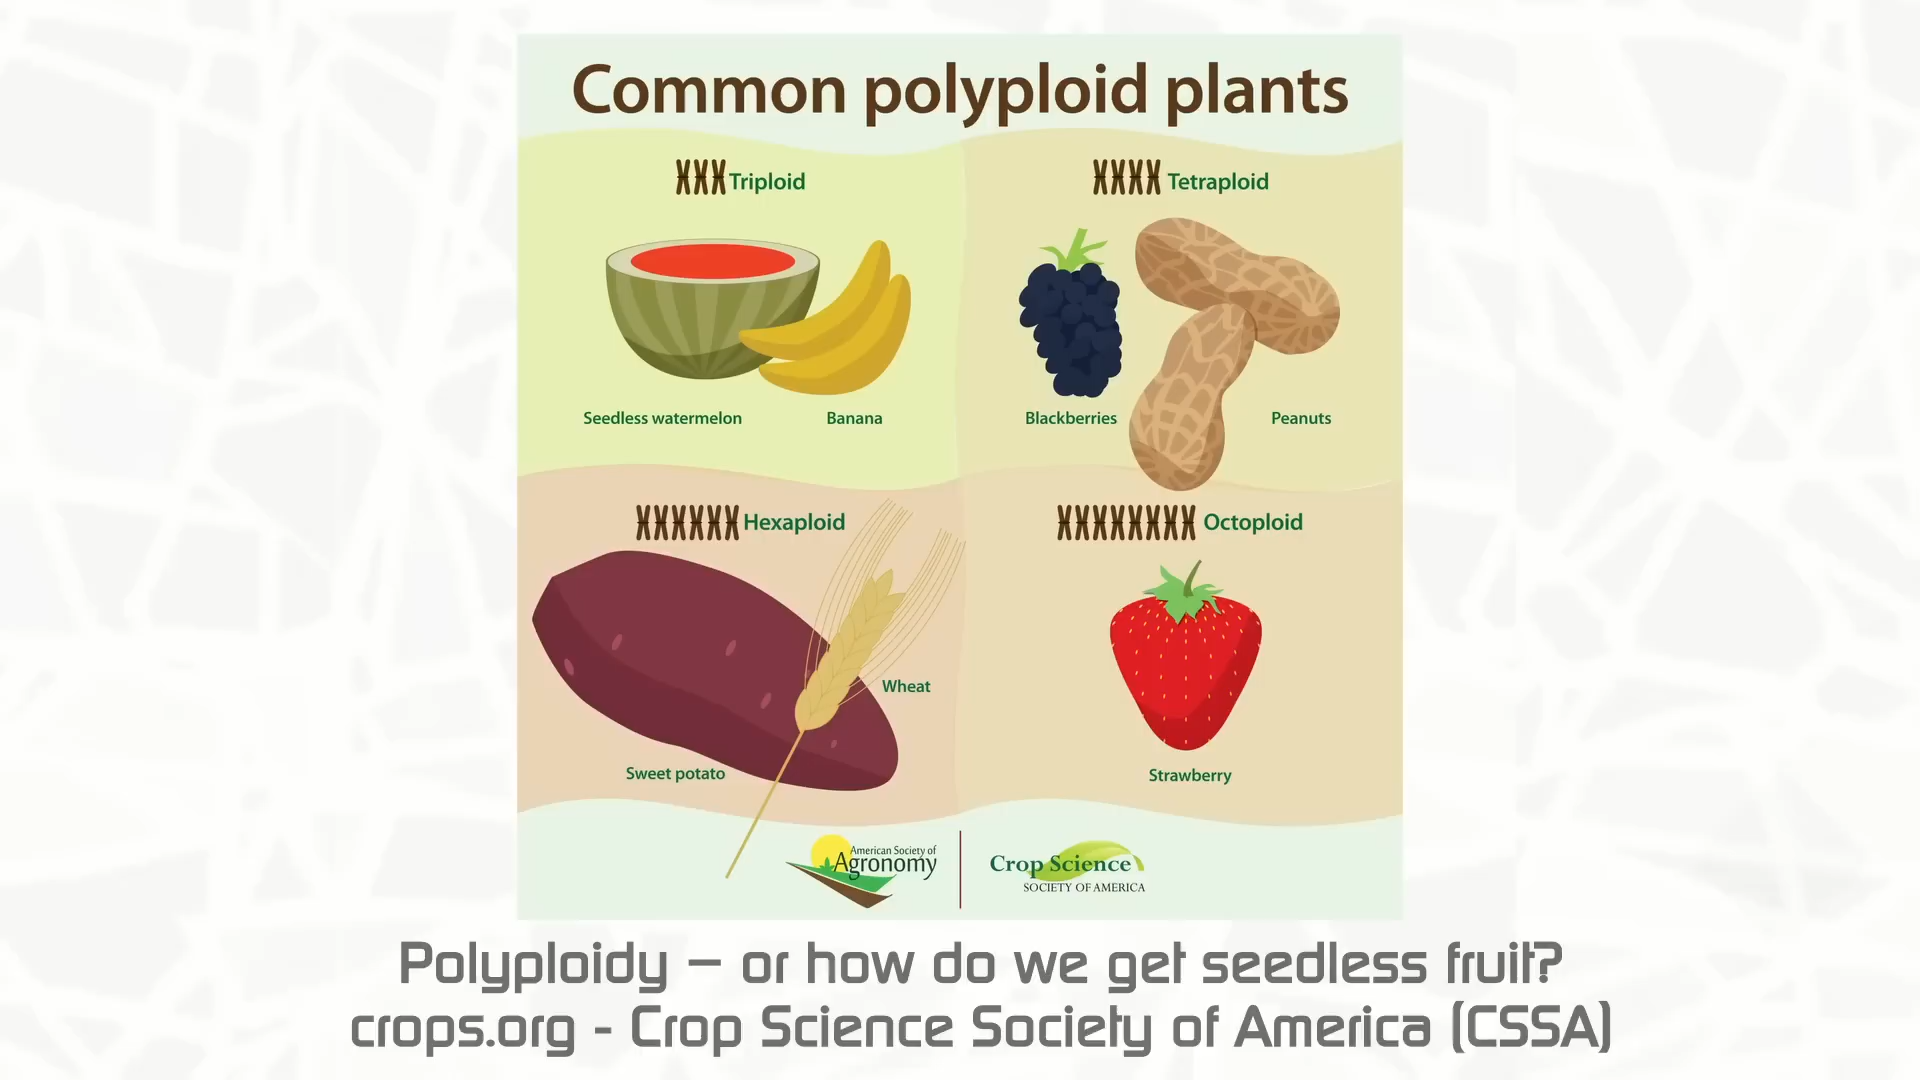 Common polyploid plants
Triploid
Tetraploid
Seedless watermelon
Banana
Blackberries
Peanuts
Hexaploid
Octoploid
Wheat
Sweet potato
Strawberry
American Society of
Agronomy
Crop Science
SOCIETY OF AMERICA
Polyploidy – or how do we get seedless fruit?
crops.org - Crop Science Society of America (CSSA)